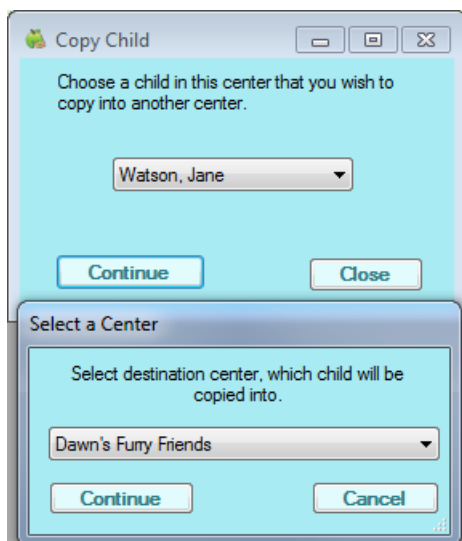 Copy Child
Choose a child in this center that you wish to
copy into another center.
Watson, Jane
Continue
Close
Select a Center
Select destination center, which child will be
copied into.
Dawn's Furry Friends
Continue
Cancel